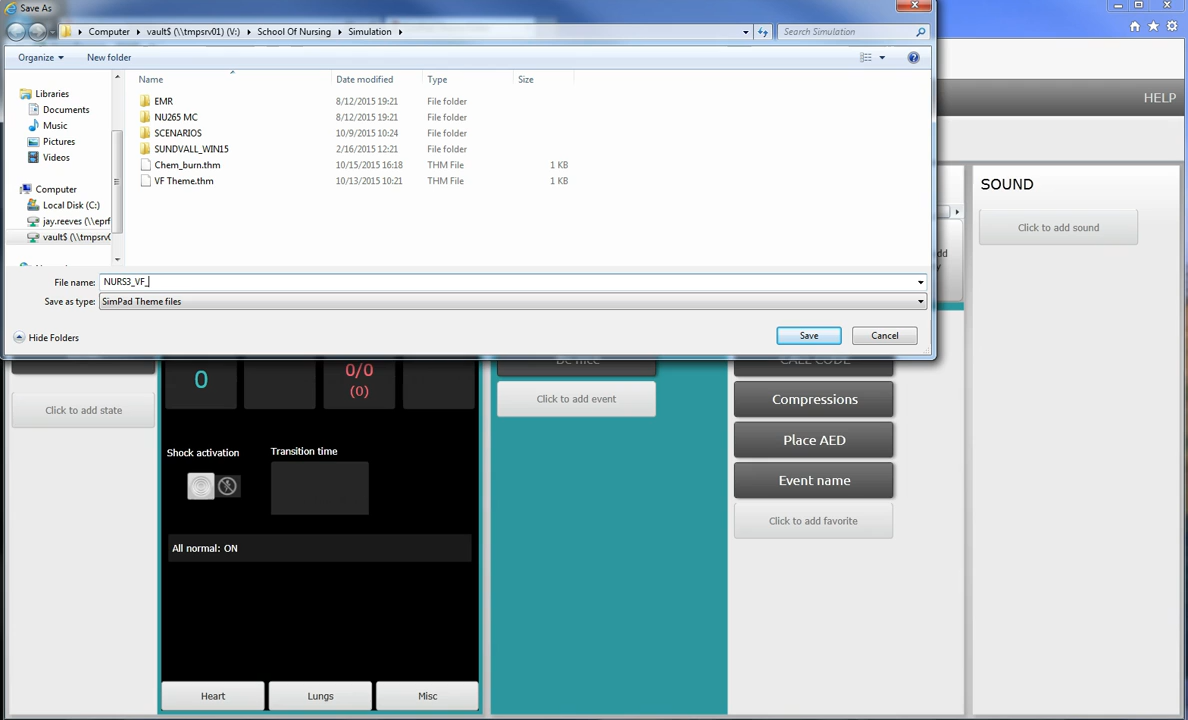 Save As
Computer vault$ (\\tmpsrv01) (V:) School Of Nursing Simulation
Search Simulation
Organize New folder
Name Date modified Type Size
EMR 8/12/2015 19:21 File folder
NU265 MC 8/12/2015 19:21 File folder
SCENARIOS 10/9/2015 10:24 File folder
SUNDVALL_WIN15 2/16/2015 12:21 File folder
Chem_burn.thm 10/15/2015 16:18 THM File 1 KB
VF Theme.thm 10/13/2015 10:21 THM File 1 KB
Libraries
Documents
Music
Pictures
Videos
Computer
Local Disk (C:)
jay.reeves (\\eprf
vault$ (\\tmpsrv0
File name: NURS3_VF_
Save as type: SimPad Theme files
Hide Folders
Save Cancel
HELP
SOUND
Click to add sound
Click to add state
0
0/0
(0)
Shock activation
Transition time
All normal: ON
Heart Lungs Misc
Be nice
Click to add event
CALL CODE
Compressions
Place AED
Event name
Click to add favorite